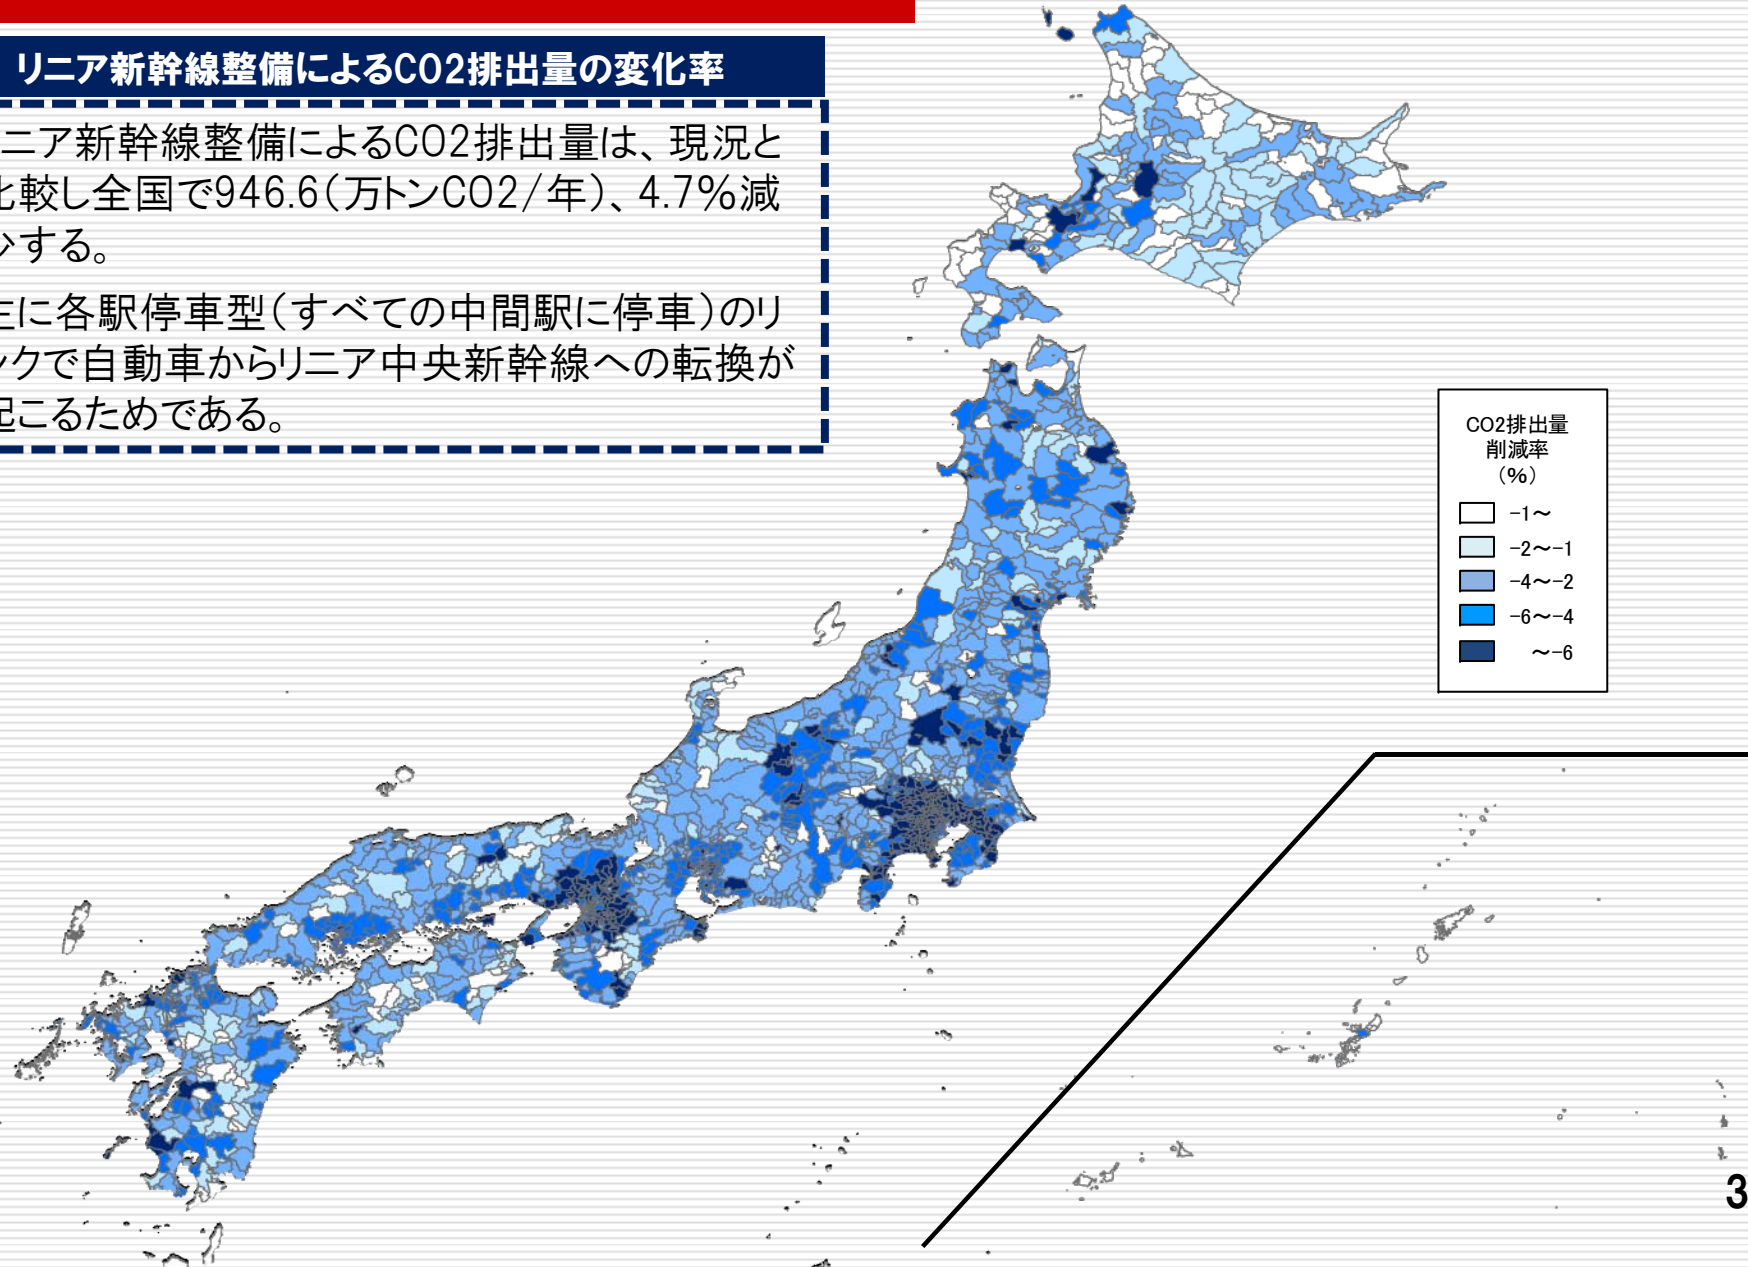 リニア新幹線整備によるCO2排出量の変化率
ニア新幹線整備によるCO2排出量は、現況と
比較し全国で946.6(万トンCO2/年)、4.7%減
少する。
主に各駅停車型(すべての中間駅に停車)のリ
ンクで自動車からリニア中央新幹線への転換が
起こるためである。
CO2排出量
削減率
(%)
-1～
-2～-1
-4～-2
-6～-4
～-6
3